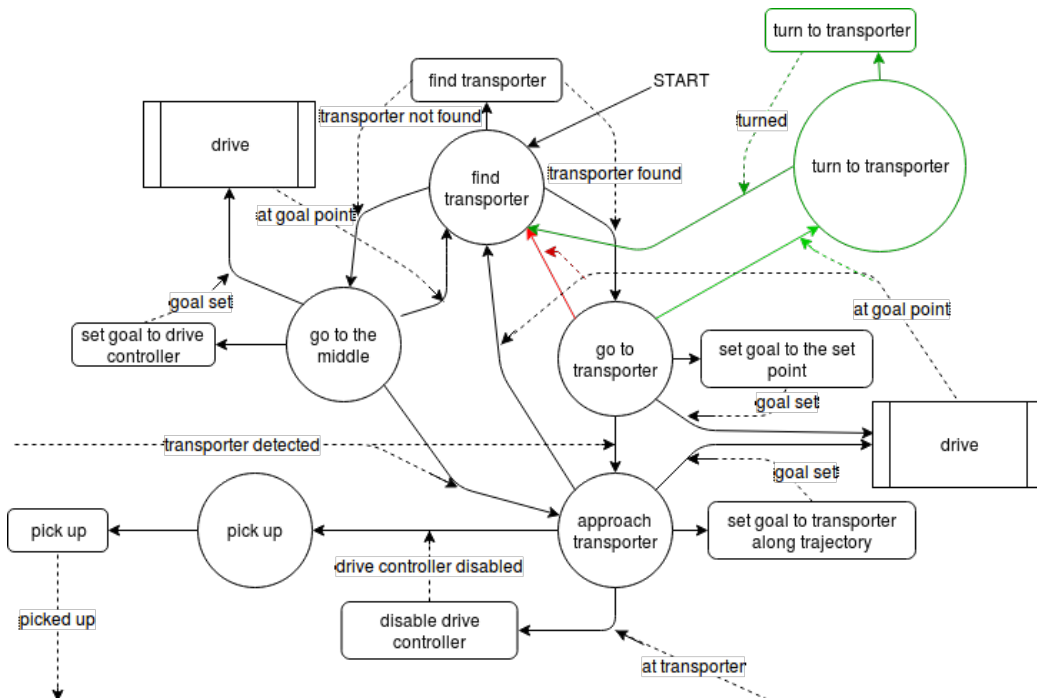 turn to transporter
find transporter
START
transporter not found
turned
drive
find
transporter
transporter found
turn to transporter
at goal point
goal set
at goal point
set goal to drive
controller
go to the
middle
go to
transporter
set goal to the set
point
goal set
transporter detected
drive
goal set
pick up
pick up
approach
transporter
set goal to transporter
along trajectory
drive controller disabled
picked up
disable drive
controller
at transporter